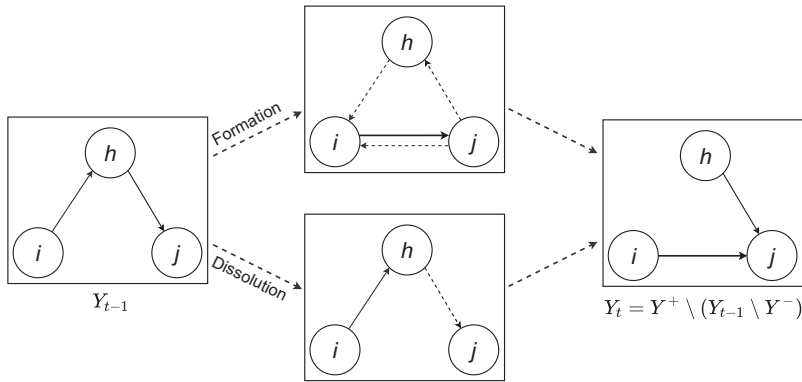 h
i
j
Y_{t-1}
Formation
Dissolution
h
i
j
h
i
j
h
i
j
Y_t = Y^+ \ (Y_{t-1} \ Y^-)